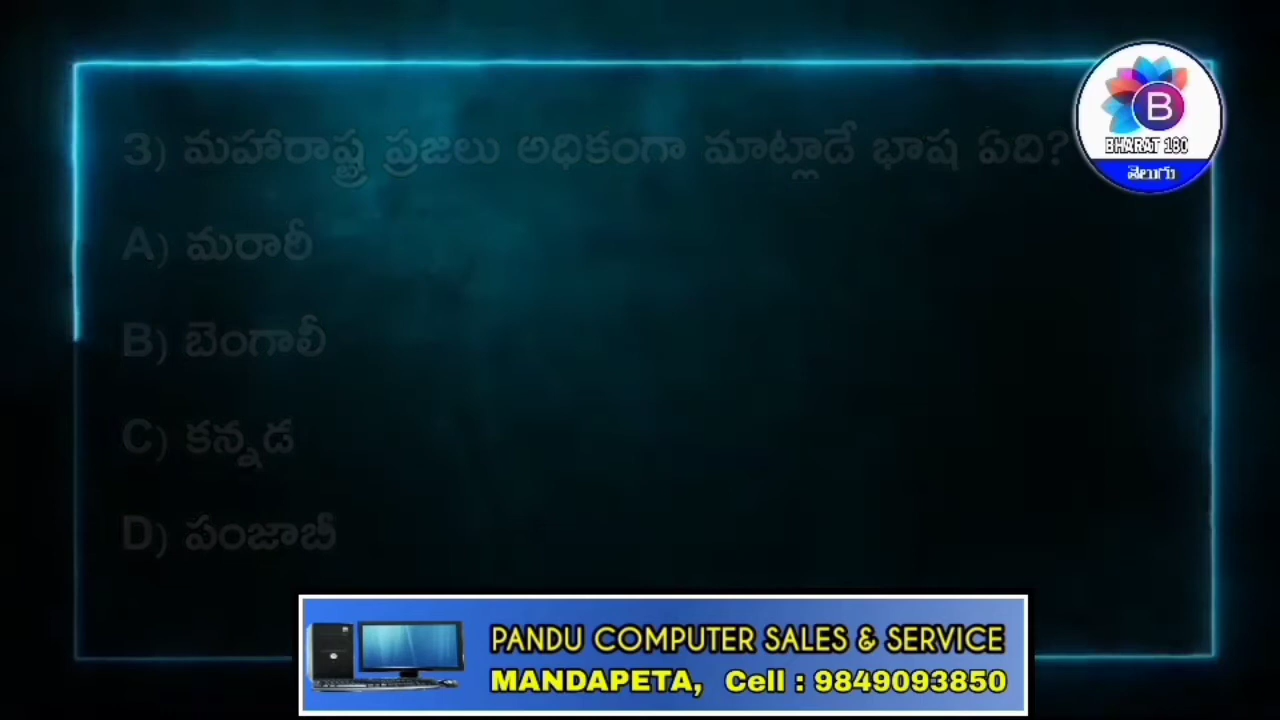 3) మహారాష్ట్ర ప్రజలు అధికంగా మాట్లాడే భాష ఏది?
A) మరాఠీ
B) బెంగాలీ
C) కన్నడ
D) పంజాబీ
B
BHARAT 180
తెలుగు
PANDU COMPUTER SALES & SERVICE
MANDAPETA, Cell : 9849093850